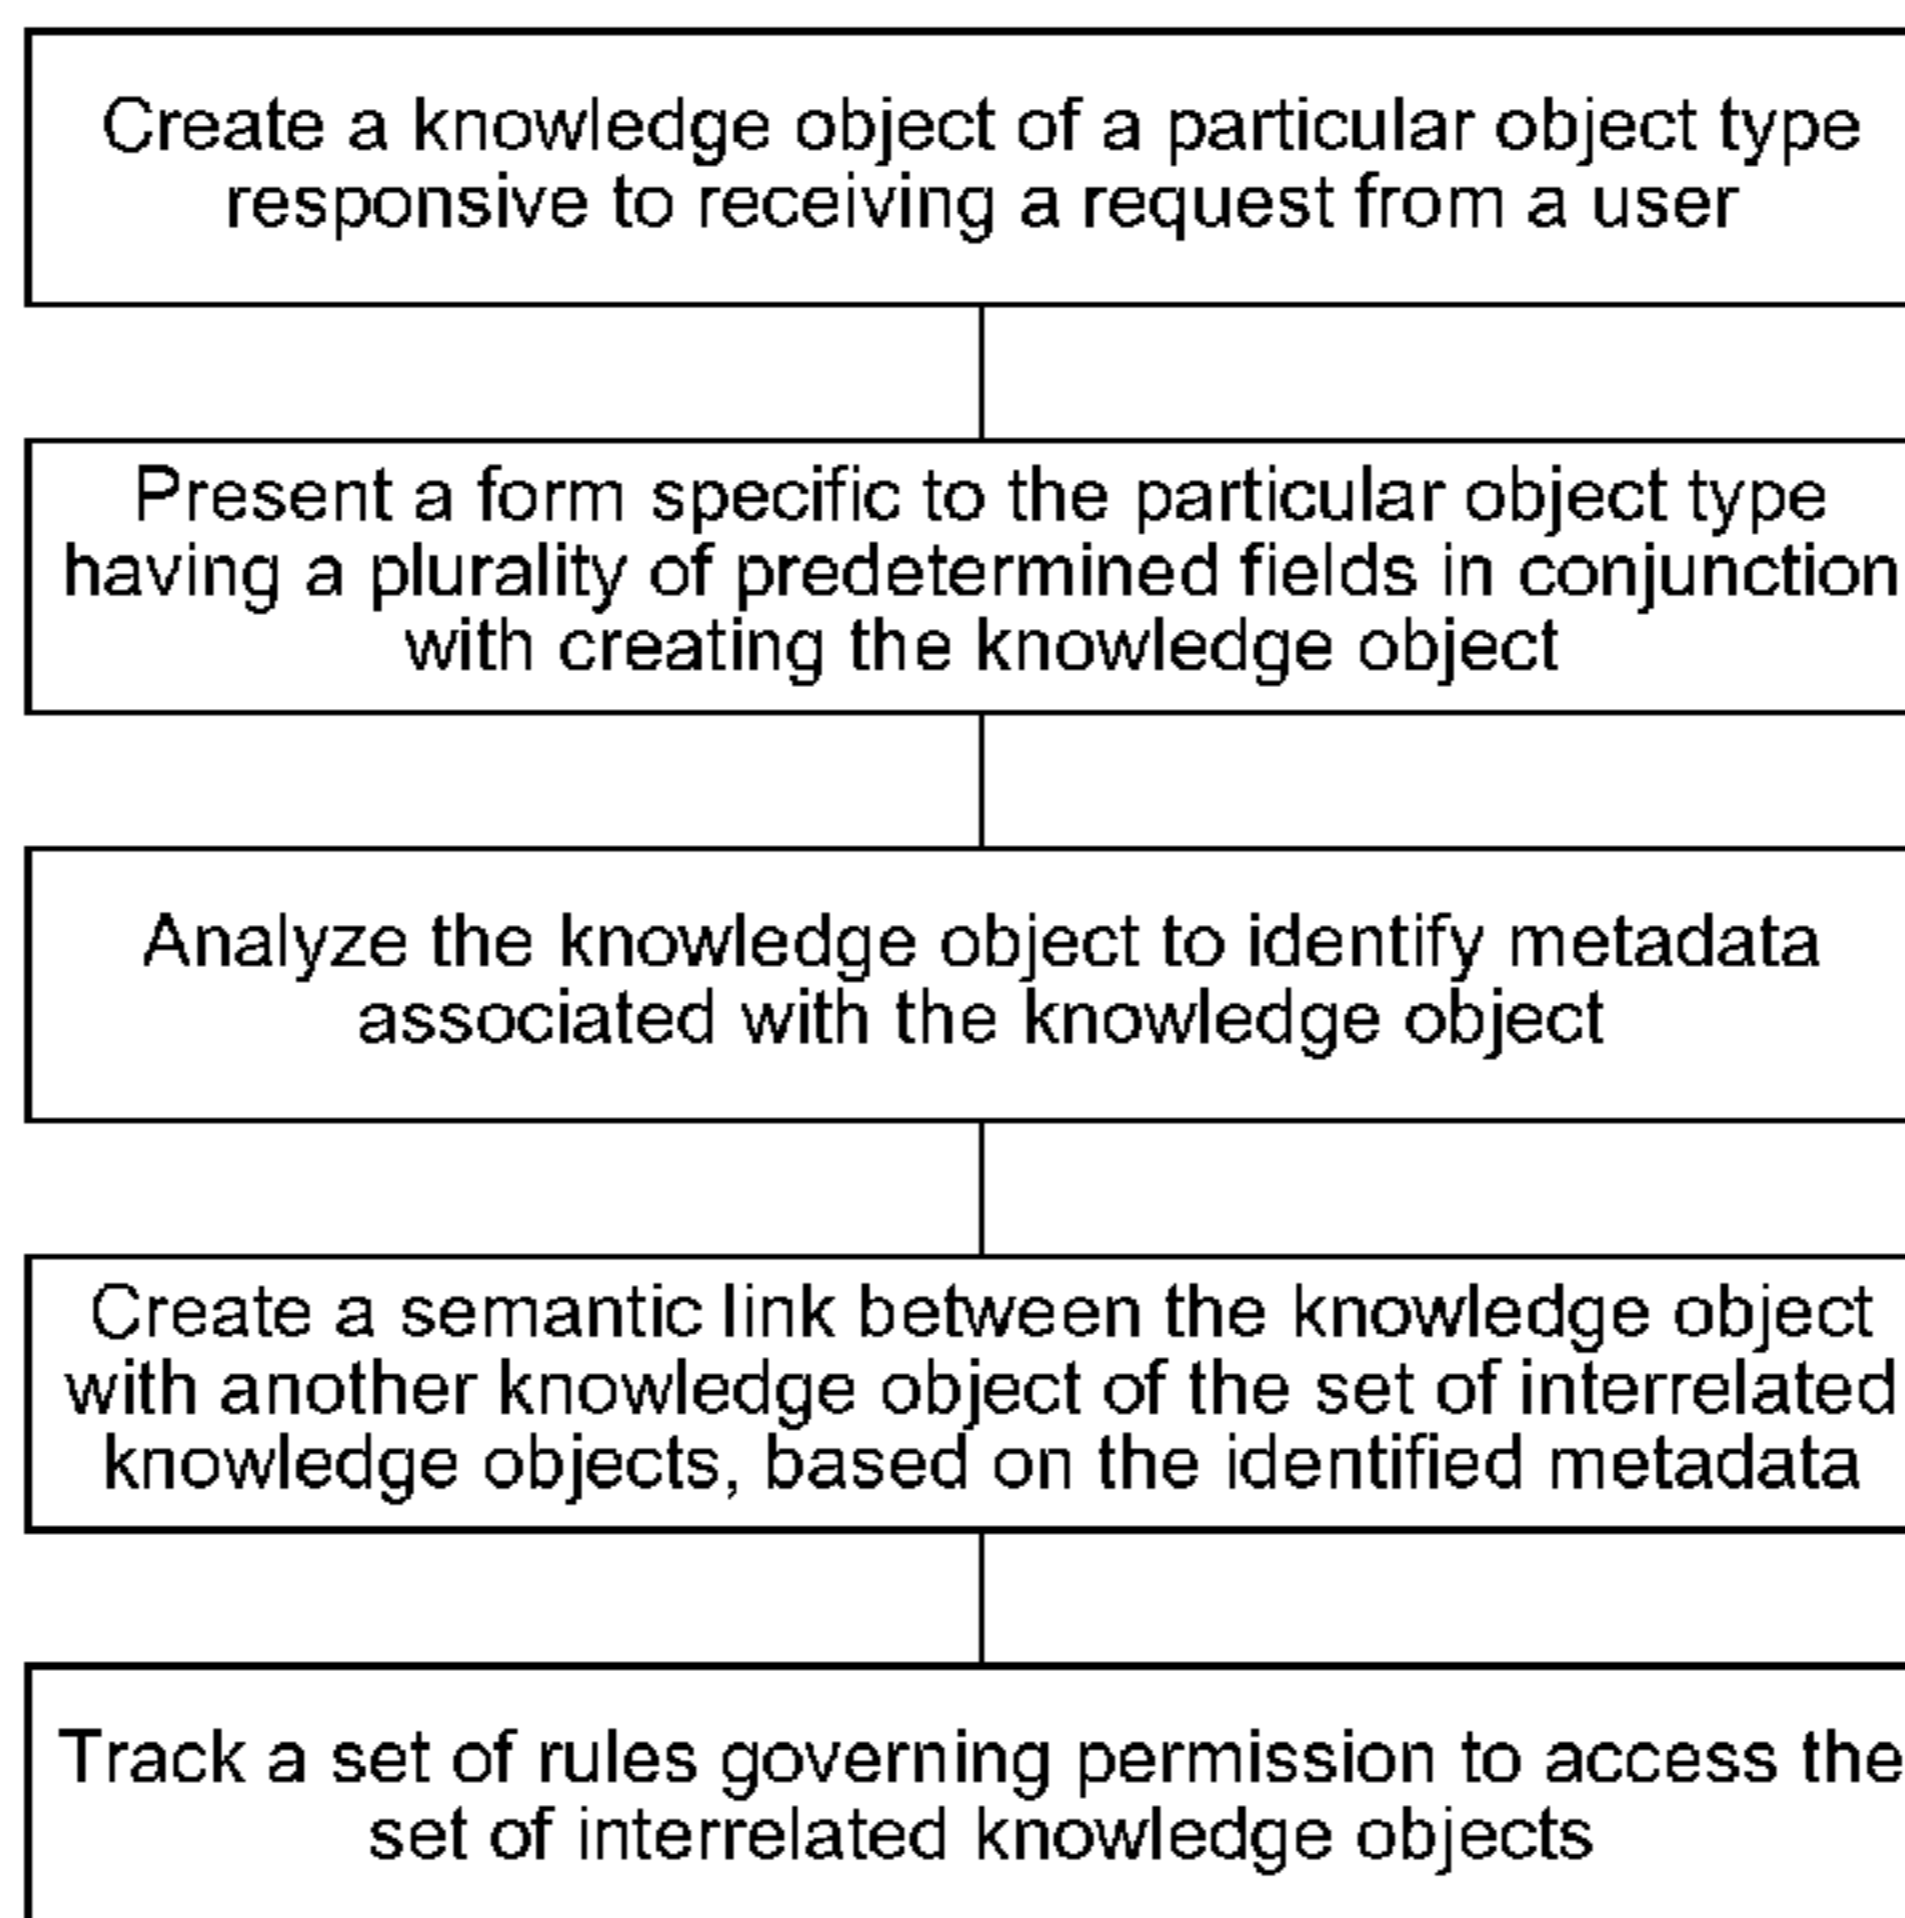 Create a knowledge object of a particular object type
responsive to receiving a request from a user
Present a form specific to the particular object type
having a plurality of predetermined fields in conjunction
with creating the knowledge object
Analyze the knowledge object to identify metadata
associated with the knowledge object
Create a semantic link between the knowledge object
with another knowledge object of the set of interrelated
knowledge objects, based on the identified metadata
Track a set of rules governing permission to access the
set of interrelated knowledge objects